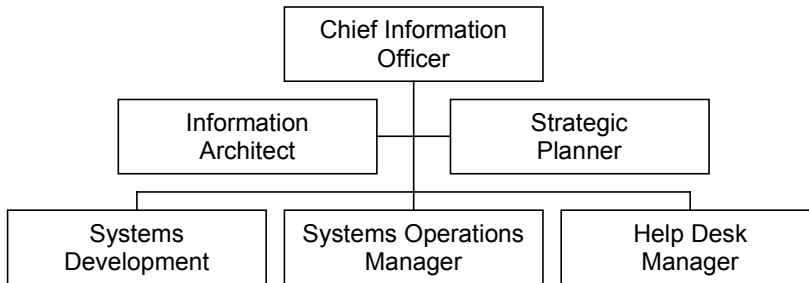 Chief Information
Officer
Information
Architect
Strategic
Planner
Systems
Development
Systems Operations
Manager
Help Desk
Manager